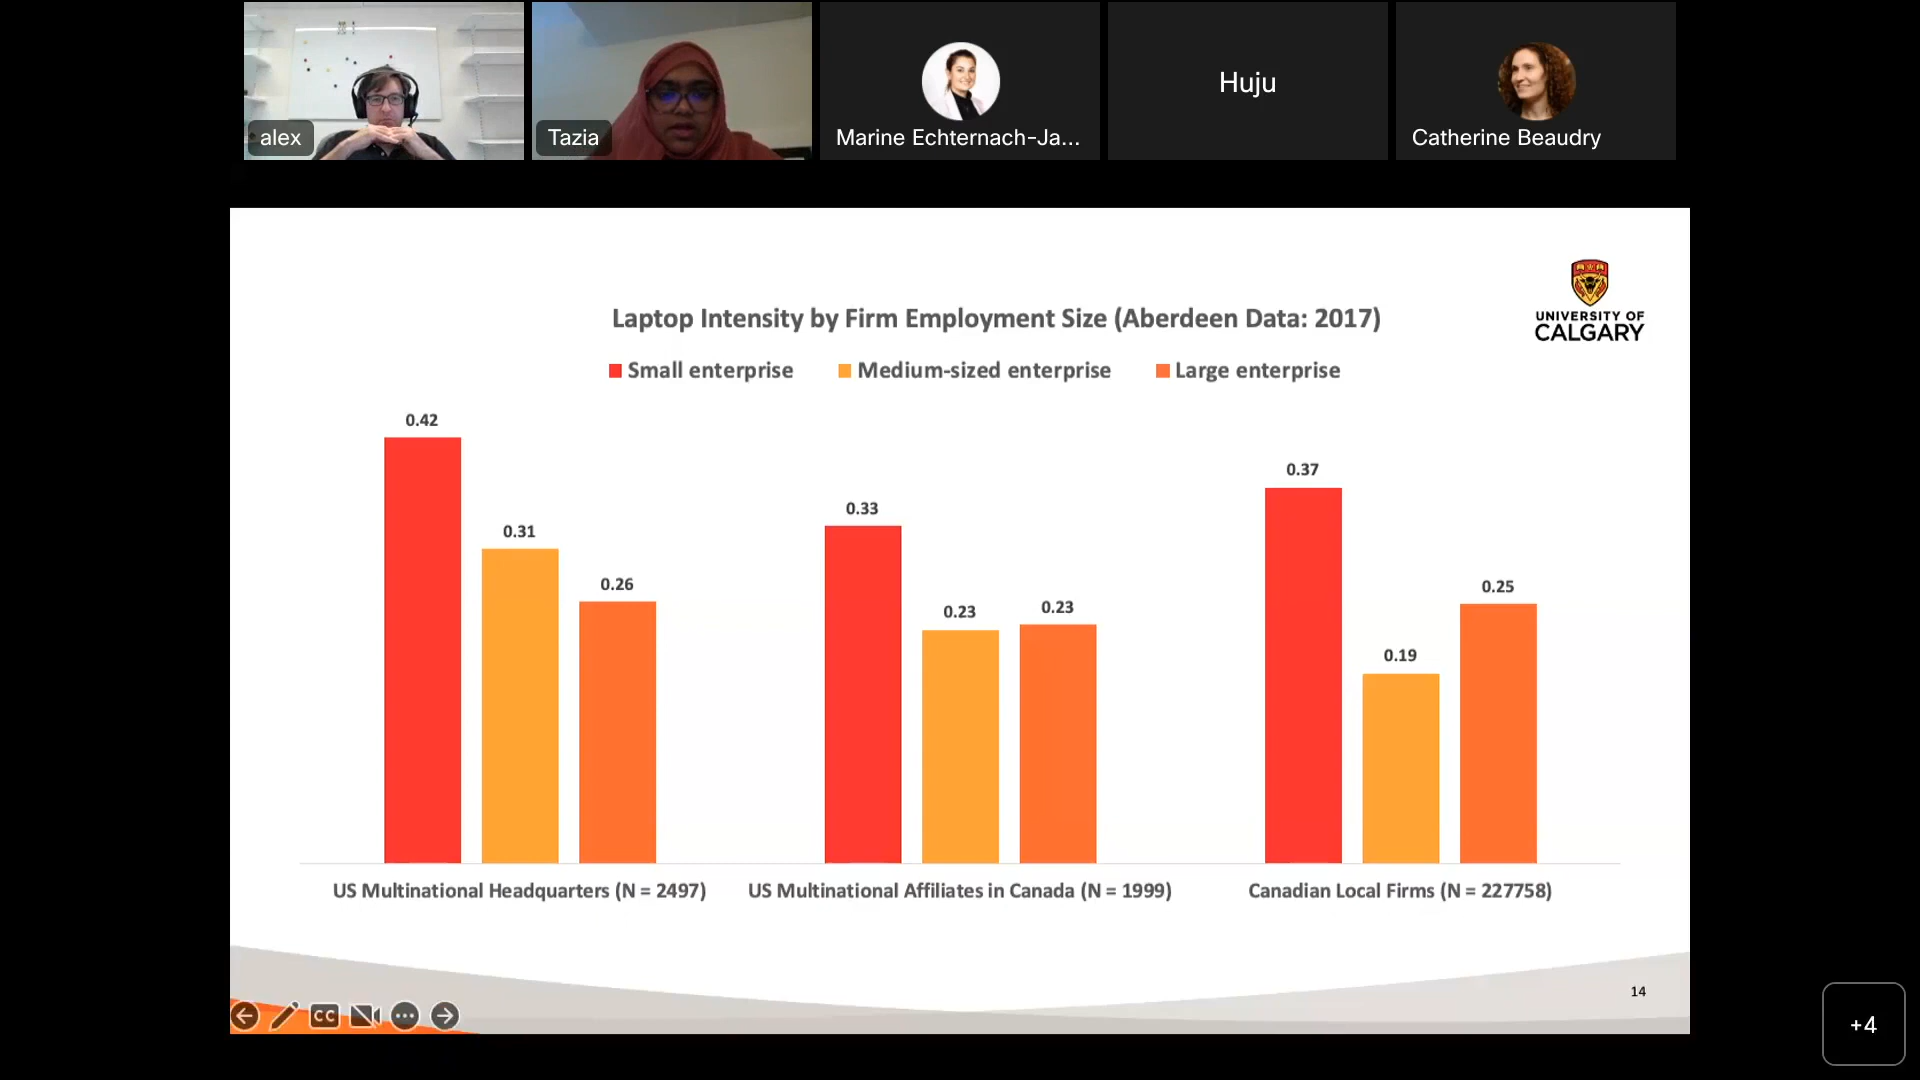 alex
Tazia
Marine Echternach-Ja...
Huju
Catherine Beaudry
UNIVERSITY OF
CALGARY
Laptop Intensity by Firm Employment Size (Aberdeen Data: 2017)
Small enterprise
Medium-sized enterprise
Large enterprise
0.42
0.31
0.26
0.33
0.23
0.23
0.37
0.19
0.25
US Multinational Headquarters (N = 2497)
US Multinational Affiliates in Canada (N = 1999)
Canadian Local Firms (N = 227758)
14
CC
+4